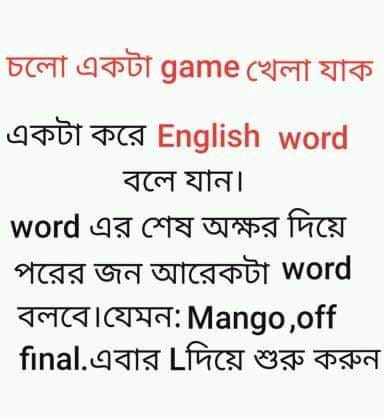 চলো একটা game খেলা যাক
একটা করে English word
বলে যান।
word এর শেষ অক্ষর দিয়ে
পরের জন আরেকটা word
বলবে।যেমন: Mango,off
final.এবার Lদিয়ে শুরু করুন